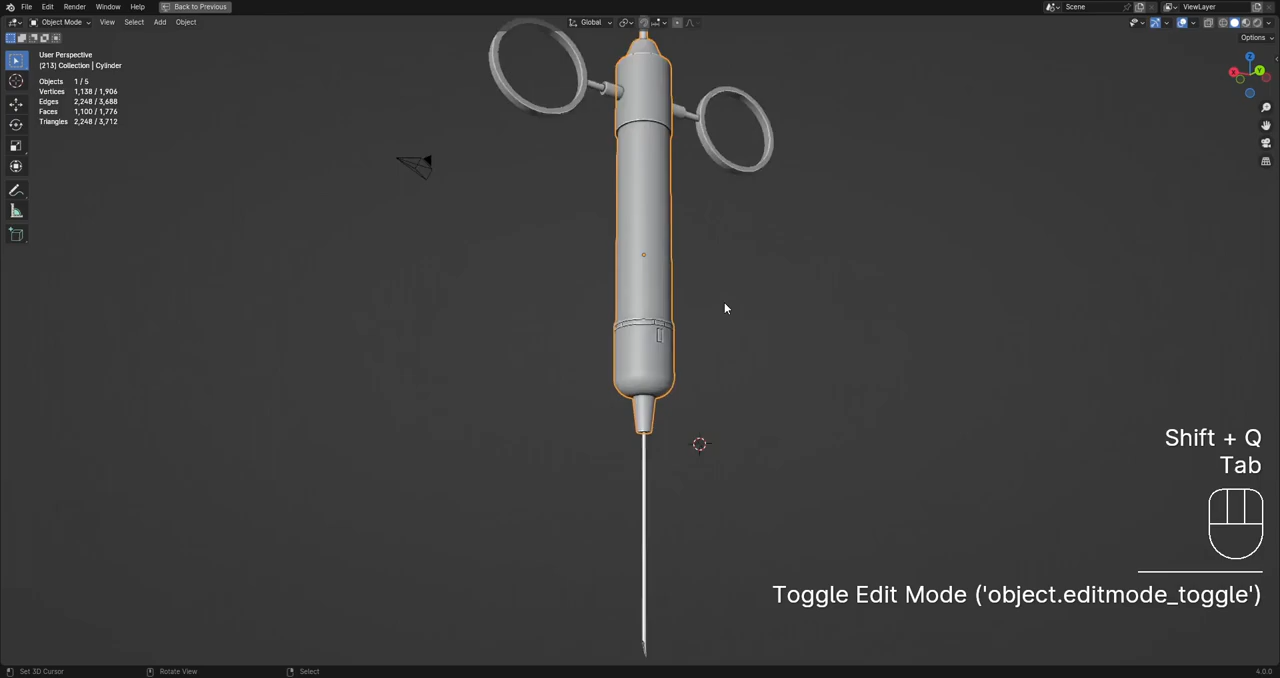 File Edit Render Window Help Back to Previous Scene ViewLayer
Object Mode View Select Add Object Global
Options
User Perspective
(213) Collection | Cylinder
Objects 1 / 5
Vertices 1,138 / 1,906
Edges 2,248 / 3,688
Faces 1,100 / 1,776
Triangles 2,248 / 3,712
X Y Z
Shift + Q
Tab
Toggle Edit Mode ('object.editmode_toggle')
Set 3D Cursor Rotate View Select 4.0.0